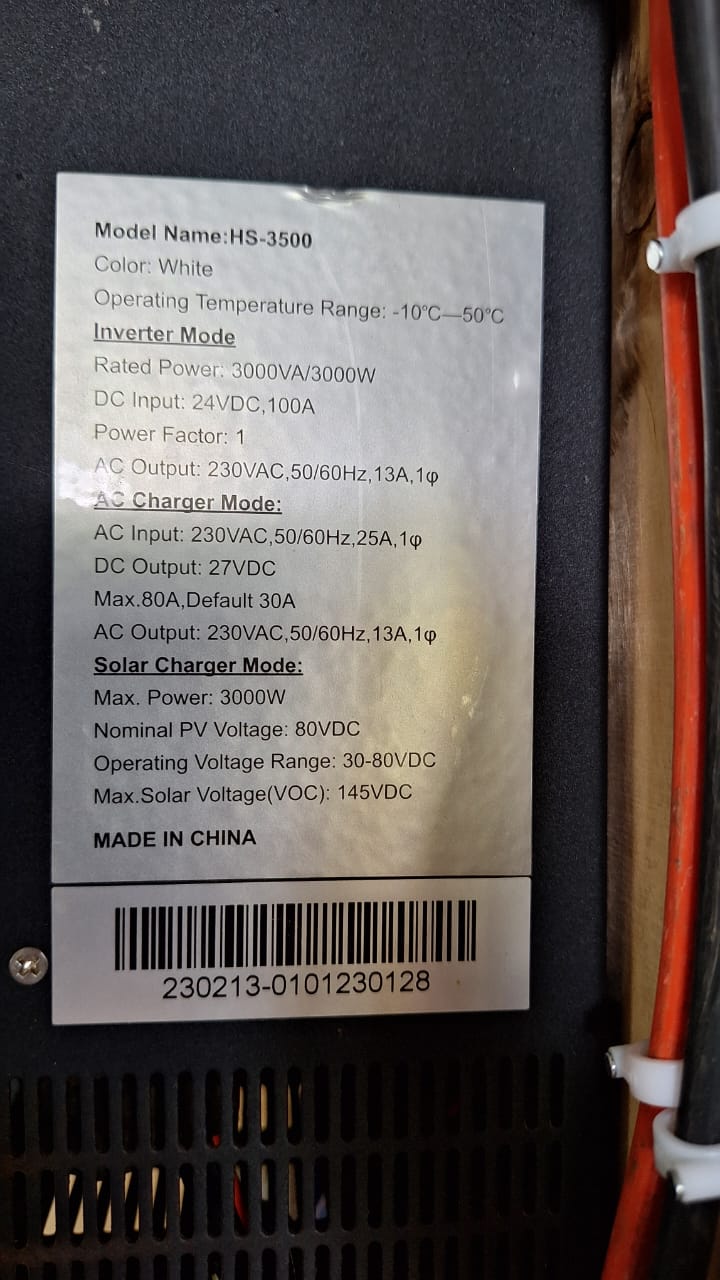 Model Name:HS-3500
Color: White
Operating Temperature Range: -10℃—50℃
Inverter Mode
Rated Power: 3000VA/3000W
DC Input: 24VDC,100A
Power Factor: 1
AC Output: 230VAC,50/60Hz,13A,1φ
AC Charger Mode:
AC Input: 230VAC,50/60Hz,25A,1φ
DC Output: 27VDC
Max.80A,Default 30A
AC Output: 230VAC,50/60Hz,13A,1φ
Solar Charger Mode:
Max. Power: 3000W
Nominal PV Voltage: 80VDC
Operating Voltage Range: 30-80VDC
Max.Solar Voltage(VOC): 145VDC
MADE IN CHINA
230213-0101230128